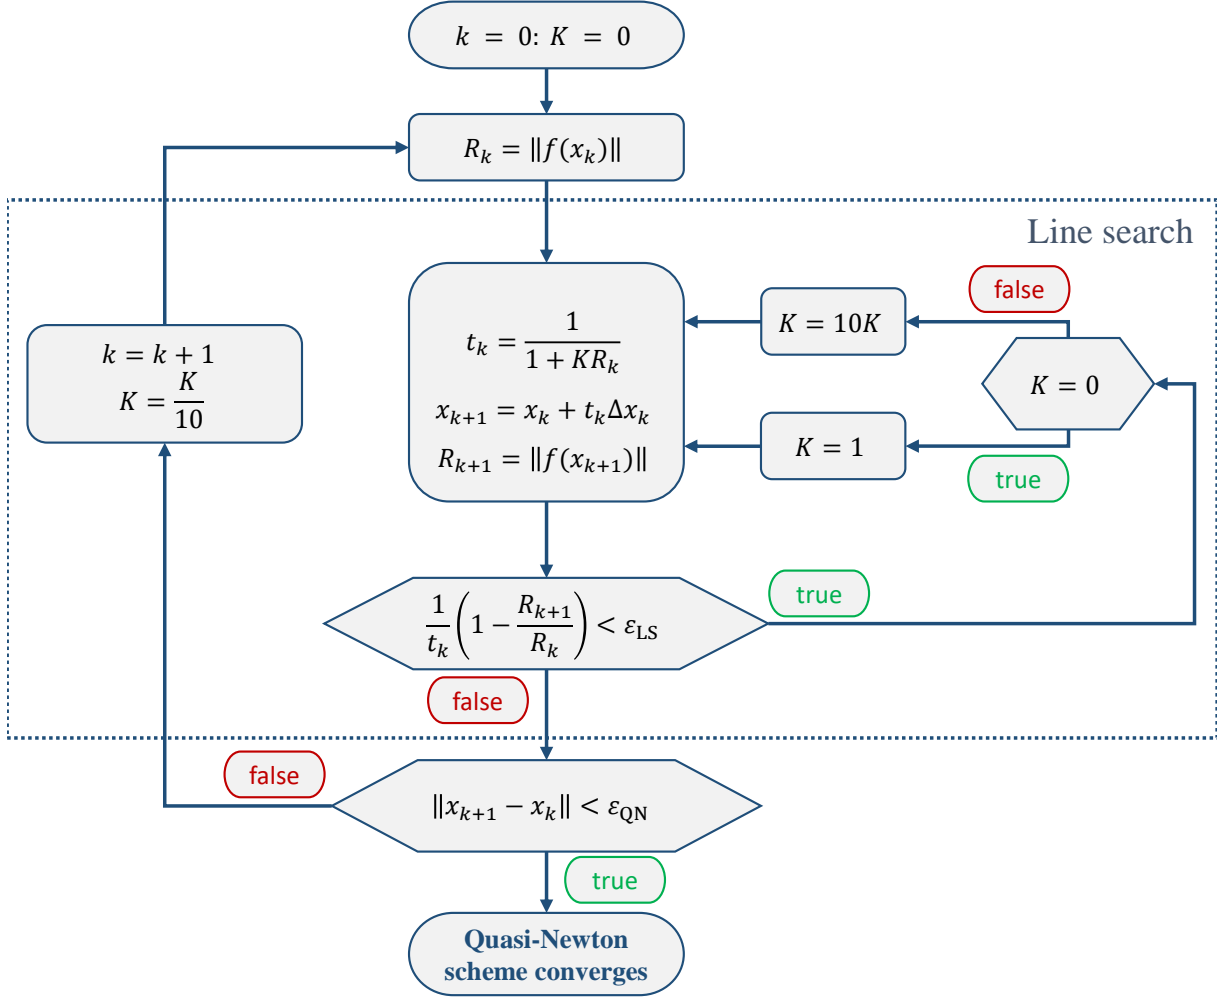 k = 0: K = 0
R_k = ‖f(x_k)‖
Line search
false
K = 10K
t_k = 1/(1 + KR_k)
k = k + 1
K = K/10
K = 0
x_{k+1} = x_k + t_kΔx_k
K = 1
R_{k+1} = ‖f(x_{k+1})‖
true
true
1/t_k (1 − R_{k+1}/R_k) < ε_LS
false
false
‖x_{k+1} − x_k‖ < ε_QN
true
Quasi-Newton
scheme converges